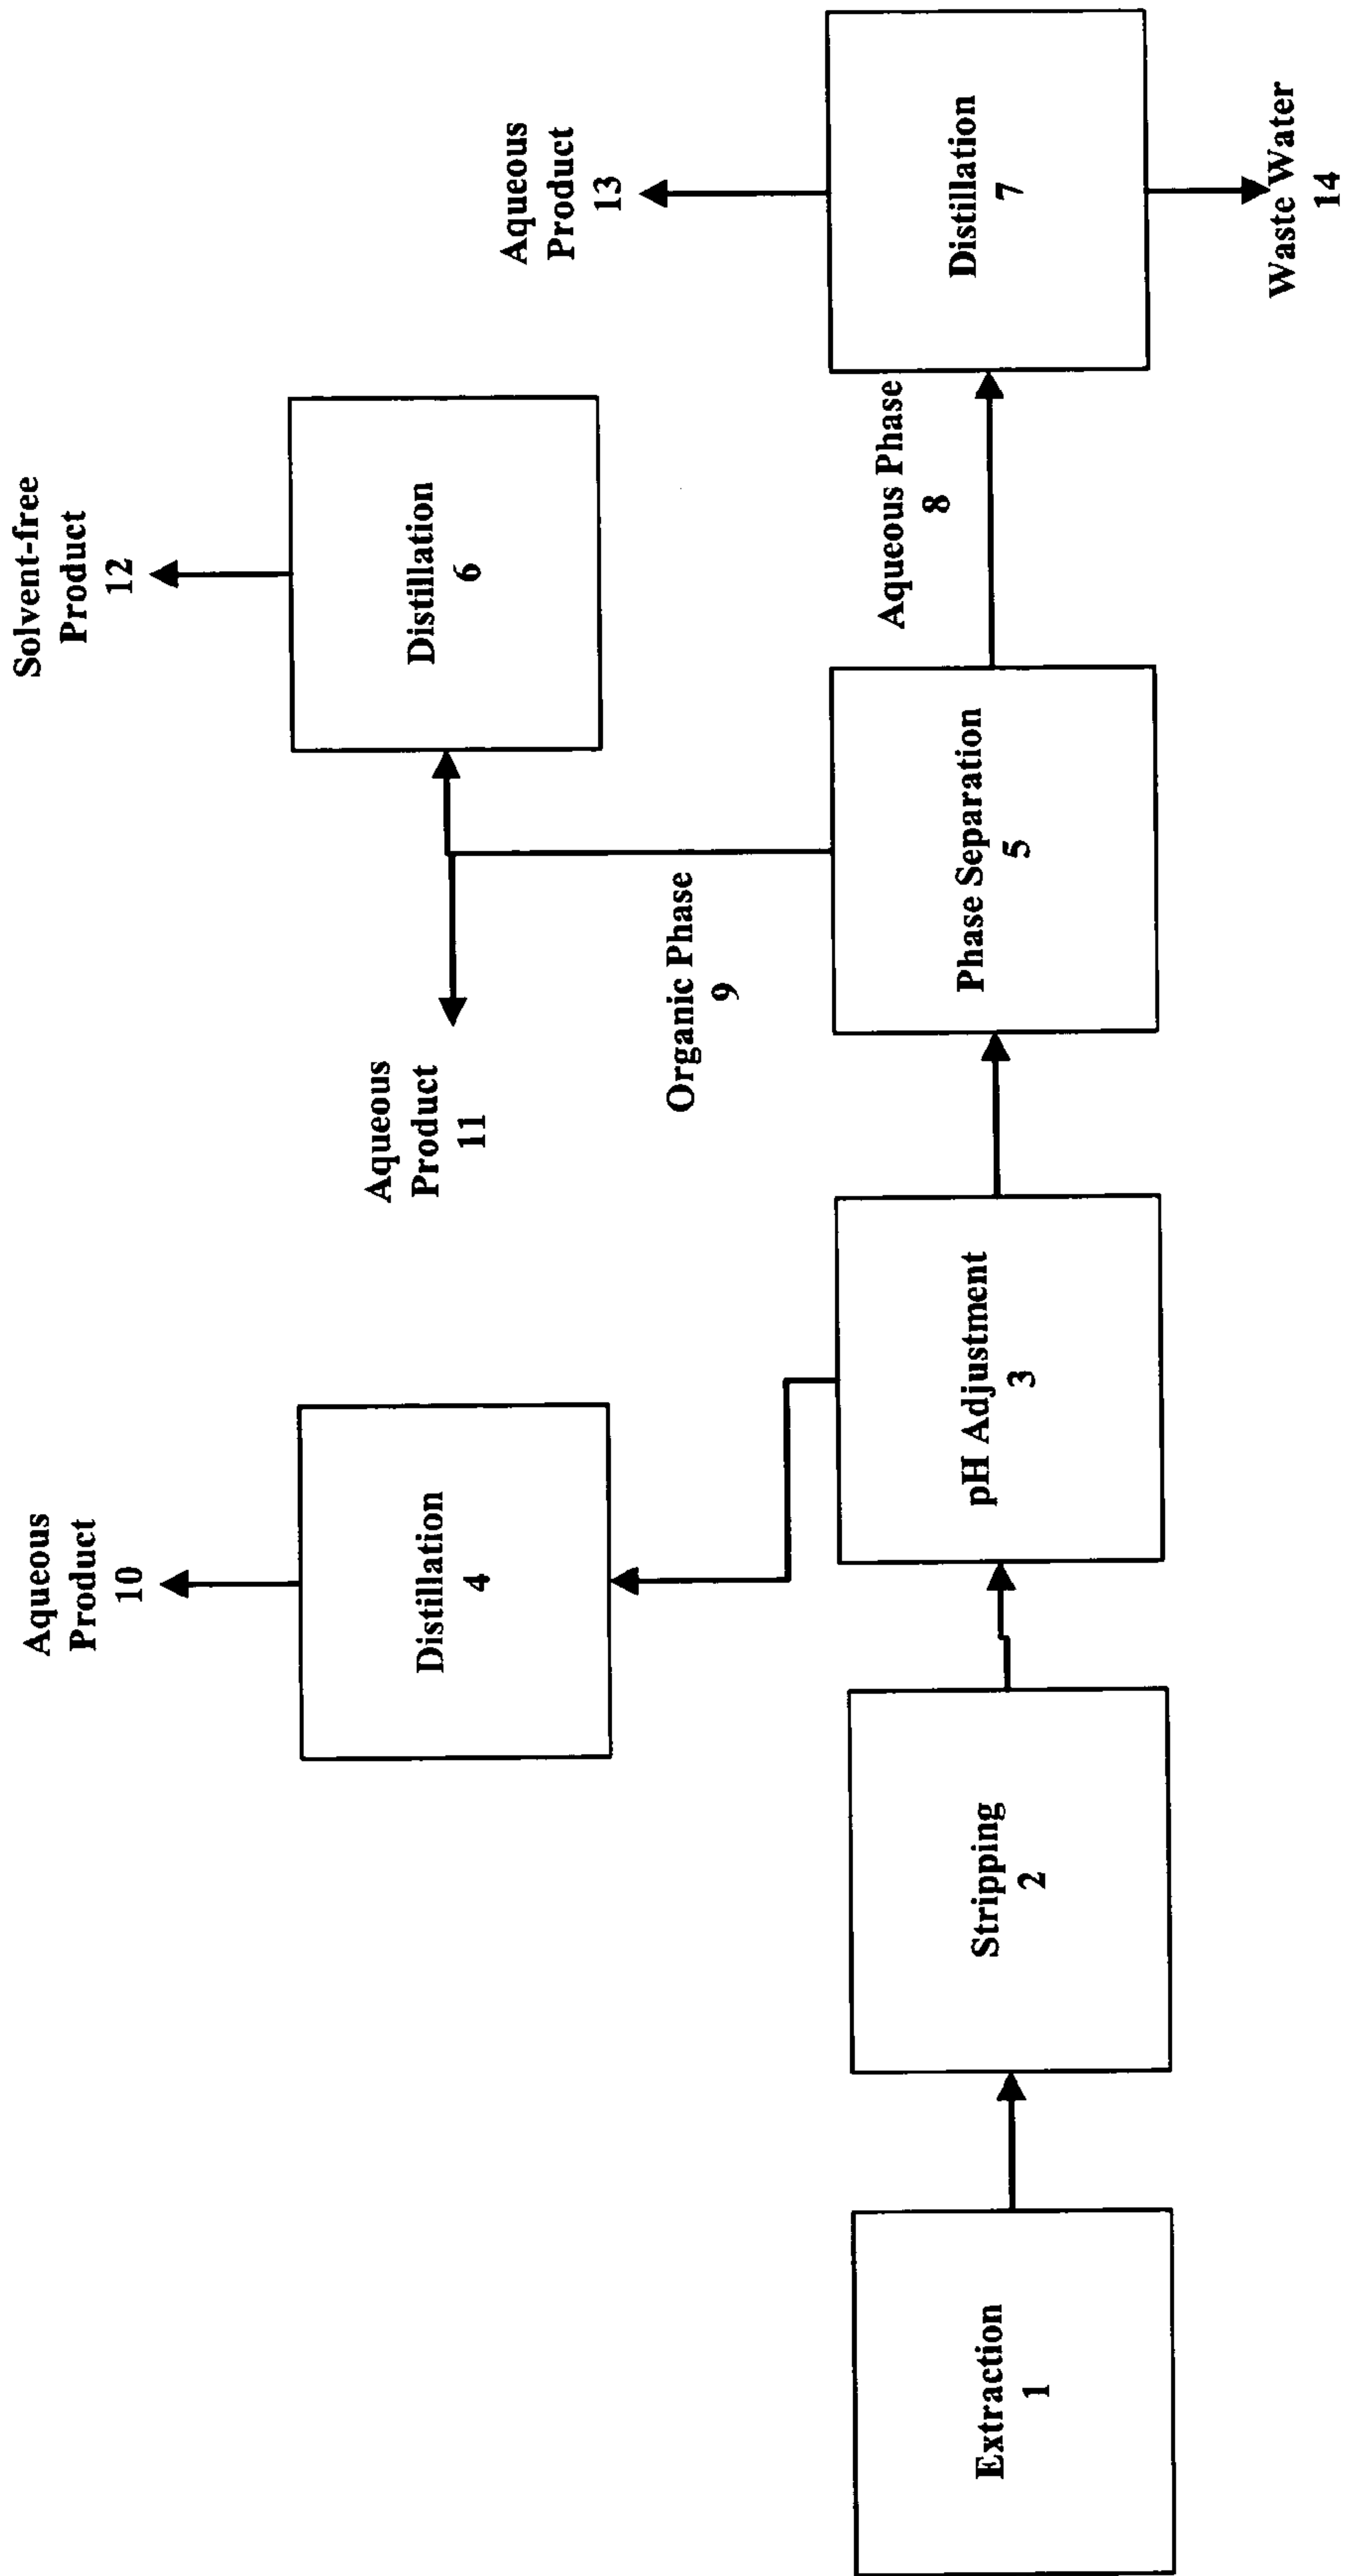 Extraction
1
Stripping
2
pH Adjustment
3
Distillation
4
Aqueous
Product
10
Phase Separation
5
Organic Phase
9
Aqueous
Product
11
Distillation
6
Solvent-free
Product
12
Aqueous Phase
8
Distillation
7
Aqueous
Product
13
Waste Water
14